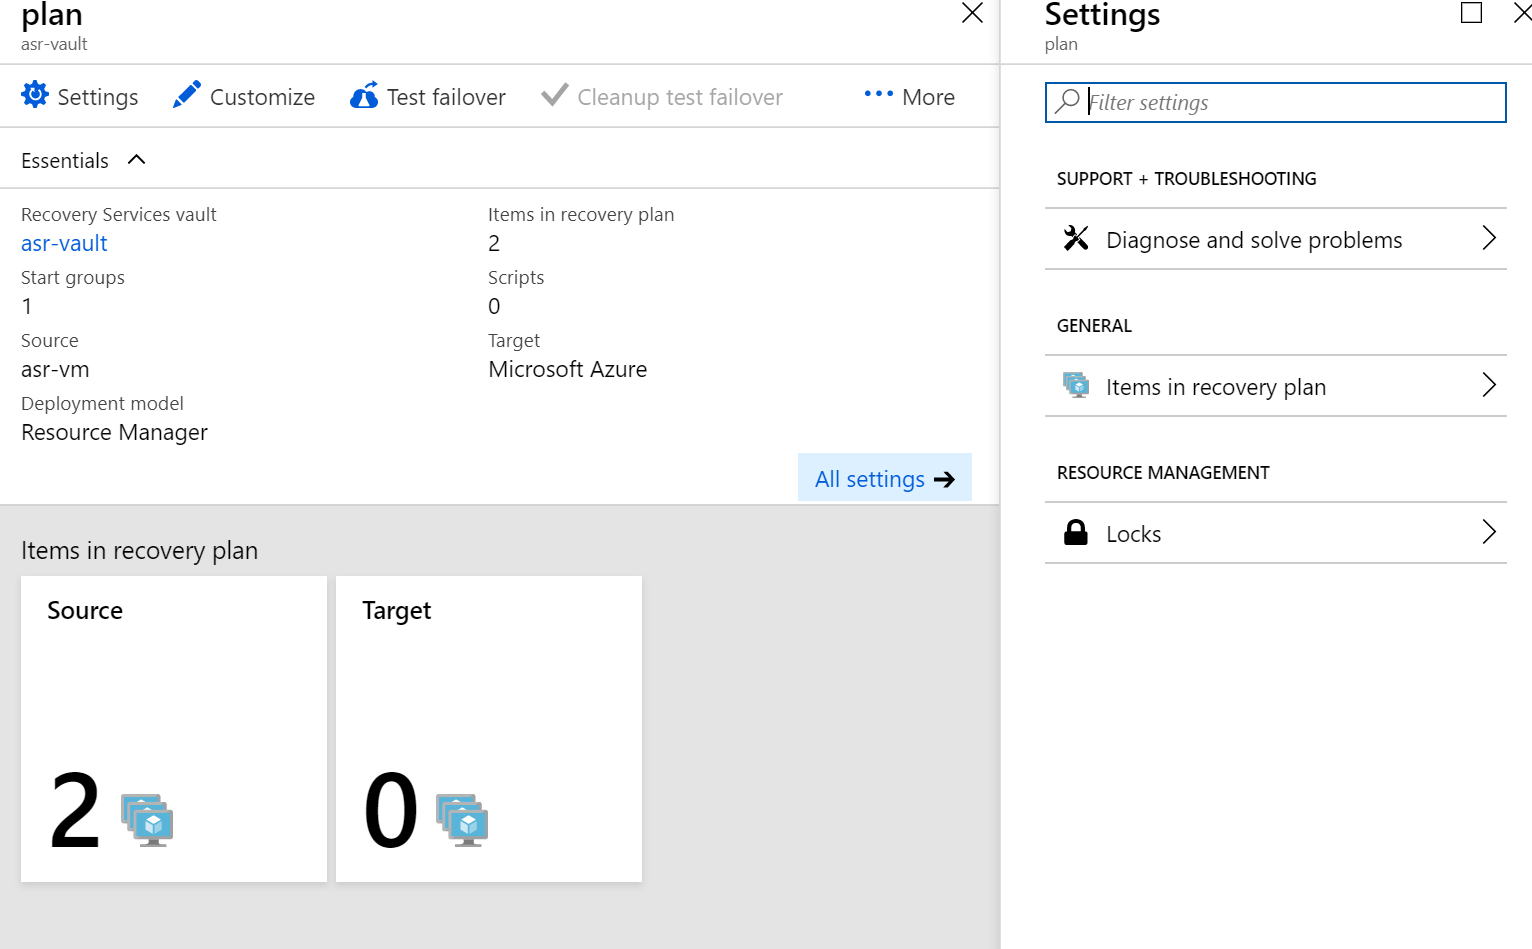 plan
asr-vault
Settings
Customize
Test failover
Cleanup test failover
More
Essentials
Recovery Services vault
asr-vault
Start groups
1
Source
asr-vm
Deployment model
Resource Manager
Items in recovery plan
2
Scripts
0
Target
Microsoft Azure
All settings
Items in recovery plan
Source
2
Target
0
Settings
plan
Filter settings
SUPPORT + TROUBLESHOOTING
Diagnose and solve problems
GENERAL
Items in recovery plan
RESOURCE MANAGEMENT
Locks